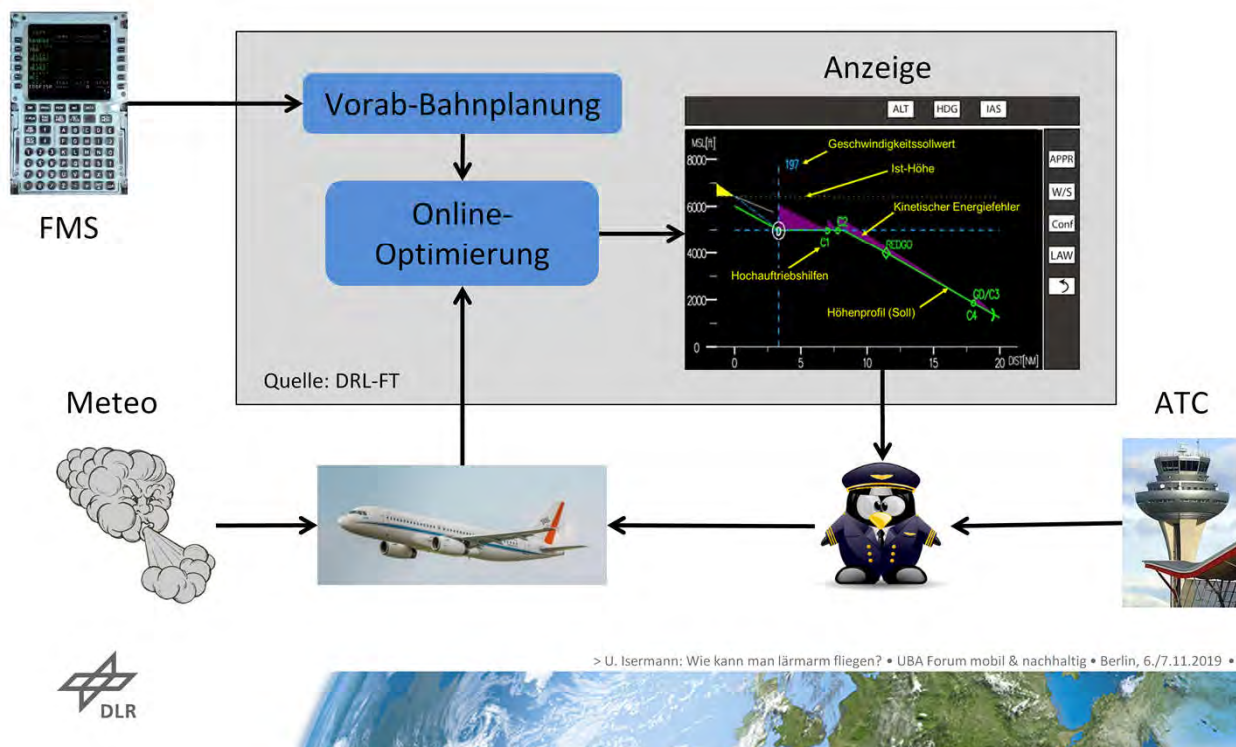 FMS
Vorab-Bahnplanung
Online-
Optimierung
Anzeige
ALT
HDG
IAS
MSL[ft]
197
Geschwindigkeitssollwert
8000
APPR
Ist-Höhe
W/S
6000
Kinetischer Energiefehler
C2
Conf
C1
REDGO
4000
LAW
Hochauftriebshilfen
2000
GD/C3
C4
Höhenprofil (Soll)
0
0
5
10
15
20
DIST[NM]
Quelle: DRL-FT
Meteo
ATC
> U. Isermann: Wie kann man lärmarm fliegen? • UBA Forum mobil & nachhaltig • Berlin, 6./7.11.2019 •
DLR